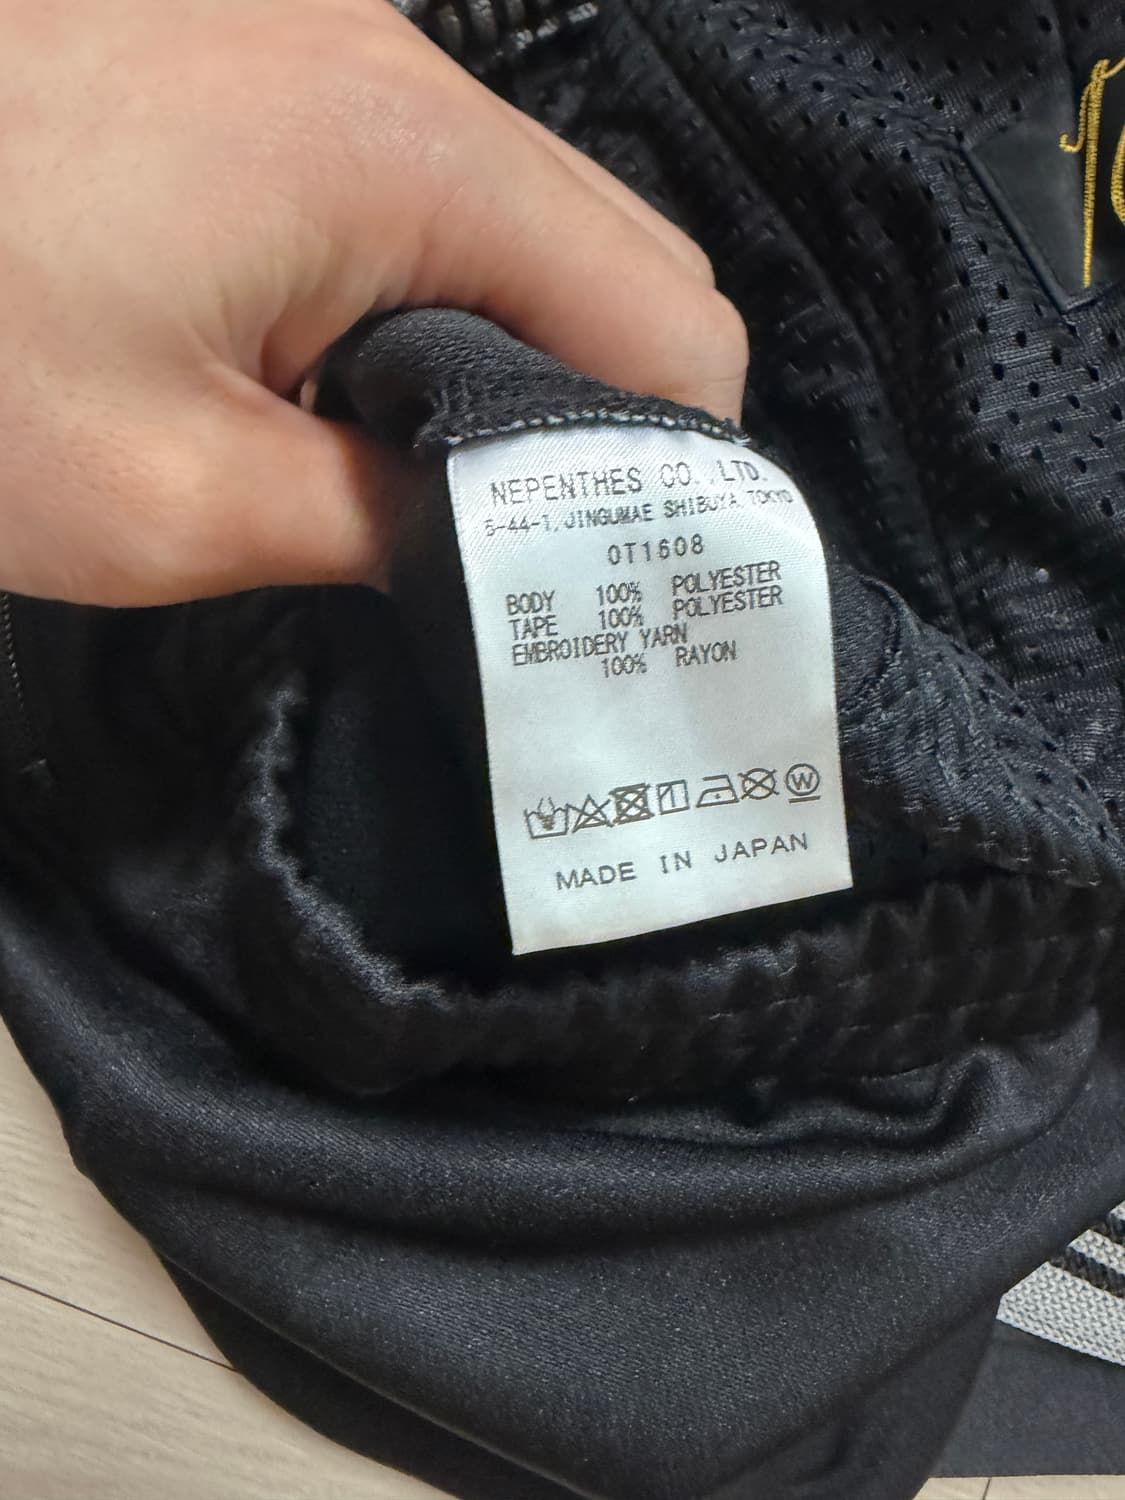 NEPENTHES CO.,LTD.
5-44-1,JINGUMAE SHIBUYA TOKYO
OT1608
BODY 100% POLYESTER
TAPE 100% POLYESTER
EMBROIDERY YARN
100% RAYON
W
MADE IN JAPAN